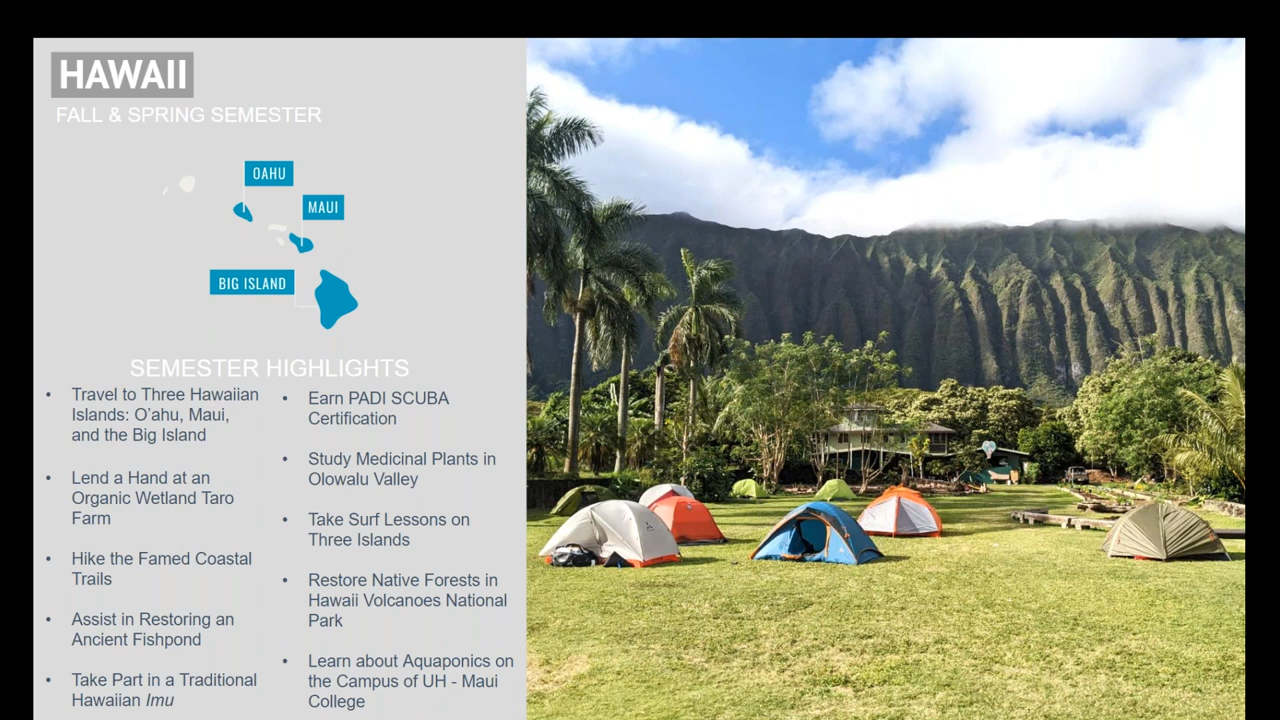 HAWAII
FALL & SPRING SEMESTER
OAHU
MAUI
BIG ISLAND
SEMESTER HIGHLIGHTS
• Travel to Three Hawaiian
Islands: O'ahu, Maui,
and the Big Island
• Lend a Hand at an
Organic Wetland Taro
Farm
• Hike the Famed Coastal
Trails
• Assist in Restoring an
Ancient Fishpond
• Take Part in a Traditional
Hawaiian Imu
• Earn PADI SCUBA
Certification
• Study Medicinal Plants in
Olowalu Valley
• Take Surf Lessons on
Three Islands
• Restore Native Forests in
Hawaii Volcanoes National
Park
• Learn about Aquaponics on
the Campus of UH - Maui
College